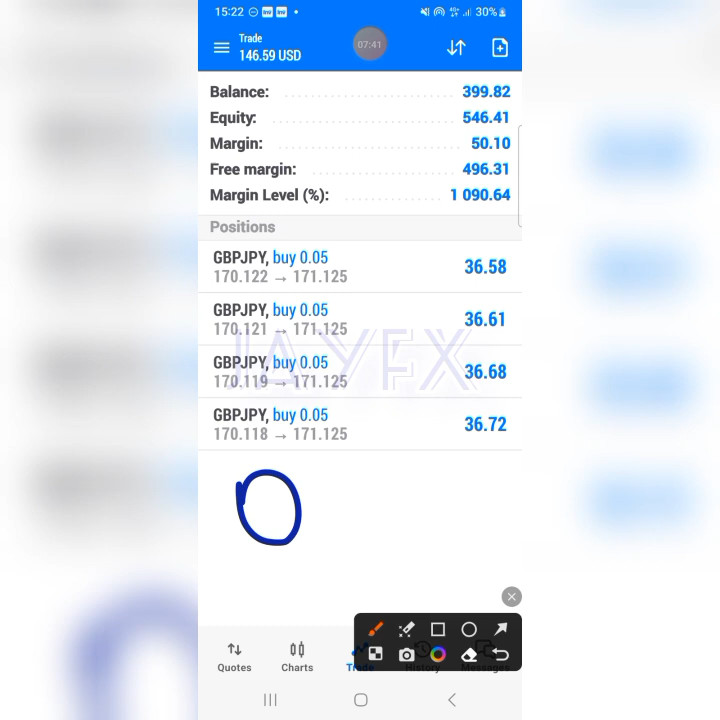 15:22
30%
Trade
146.59 USD
07:41
Balance: 399.82
Equity: 546.41
Margin: 50.10
Free margin: 496.31
Margin Level (%): 1 090.64
Positions
GBPJPY, buy 0.05
170.122 → 171.125
36.58
GBPJPY, buy 0.05
170.121 → 171.125
36.61
JAYFX
GBPJPY, buy 0.05
170.119 → 171.125
36.68
GBPJPY, buy 0.05
170.118 → 171.125
36.72
Quotes
Charts
Trade
History
Messages